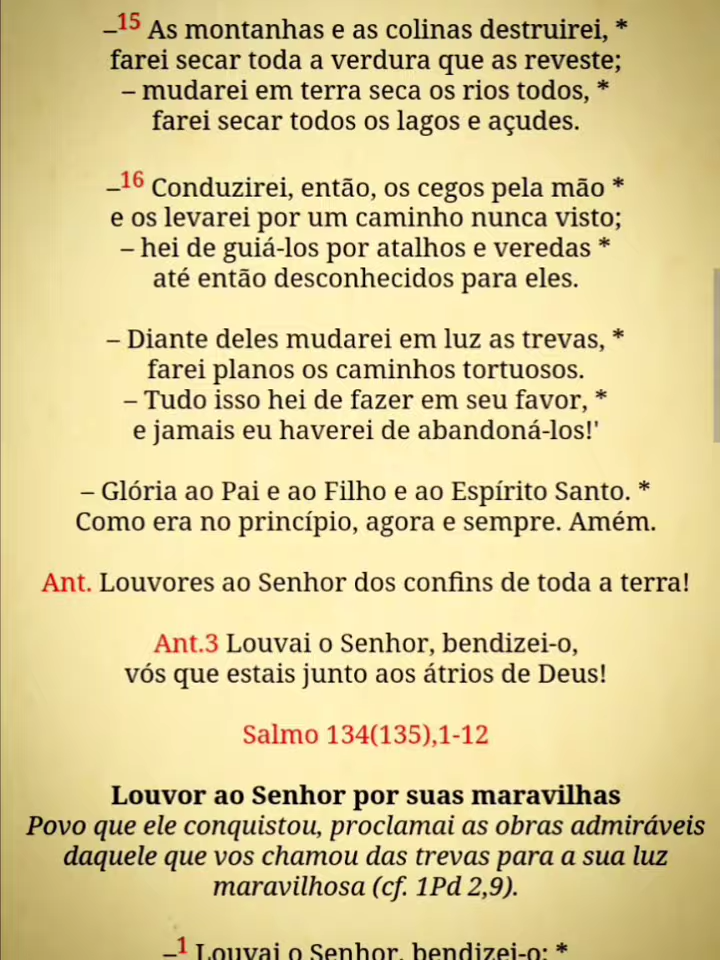 –15 As montanhas e as colinas destruirei, *
farei secar toda a verdura que as reveste;
– mudarei em terra seca os rios todos, *
farei secar todos os lagos e açudes.
–16 Conduzirei, então, os cegos pela mão *
e os levarei por um caminho nunca visto;
– hei de guiá-los por atalhos e veredas *
até então desconhecidos para eles.
– Diante deles mudarei em luz as trevas, *
farei planos os caminhos tortuosos.
– Tudo isso hei de fazer em seu favor, *
e jamais eu haverei de abandoná-los!'
– Glória ao Pai e ao Filho e ao Espírito Santo. *
Como era no princípio, agora e sempre. Amém.
Ant. Louvores ao Senhor dos confins de toda a terra!
Ant.3 Louvai o Senhor, bendizei-o,
vós que estais junto aos átrios de Deus!
Salmo 134(135),1-12
Louvor ao Senhor por suas maravilhas
Povo que ele conquistou, proclamai as obras admiráveis
daquele que vos chamou das trevas para a sua luz
maravilhosa (cf. 1Pd 2,9).
–1 Louvai o Senhor, bendizei-o; *